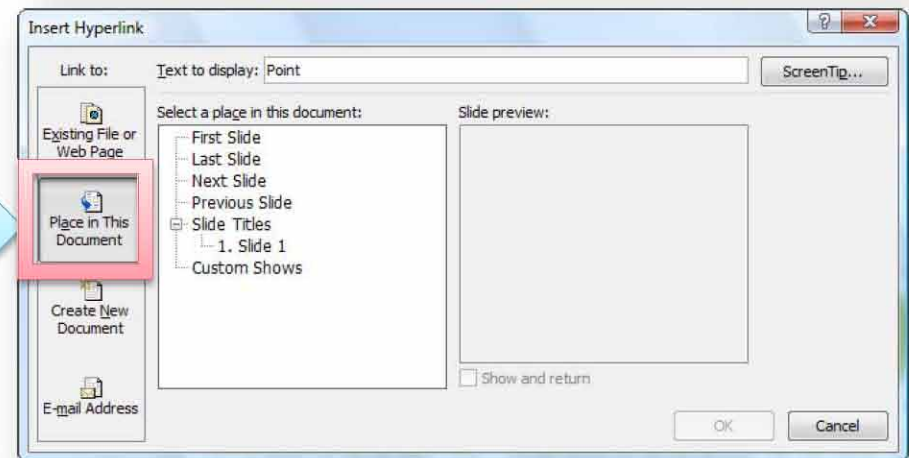 Insert Hyperlink
Link to:
Text to display: Point
ScreenTip...
Existing File or
Web Page
Place in This
Document
Create New
Document
E-mail Address
Select a place in this document:
First Slide
Last Slide
Next Slide
Previous Slide
Slide Titles
1. Slide 1
Custom Shows
Slide preview:
Show and return
OK
Cancel